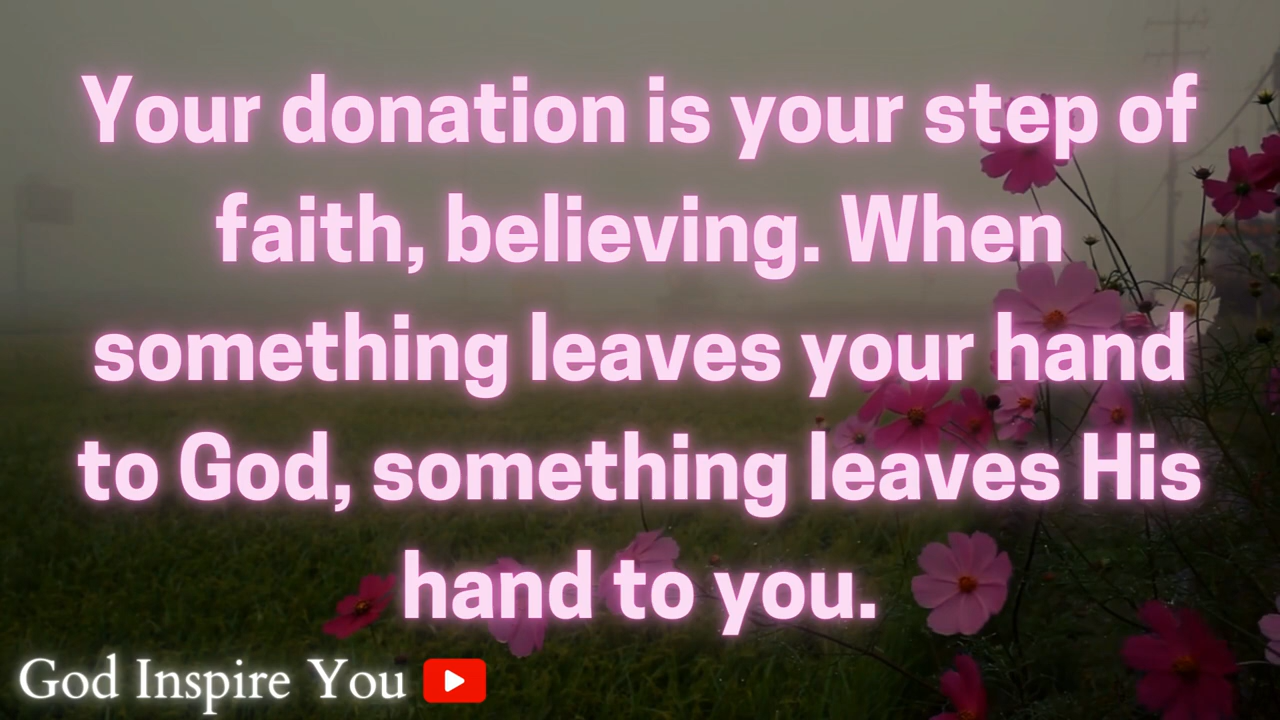 Your donation is your step of
faith, believing. When
something leaves your hand
to God, something leaves His
hand to you.
God Inspire You